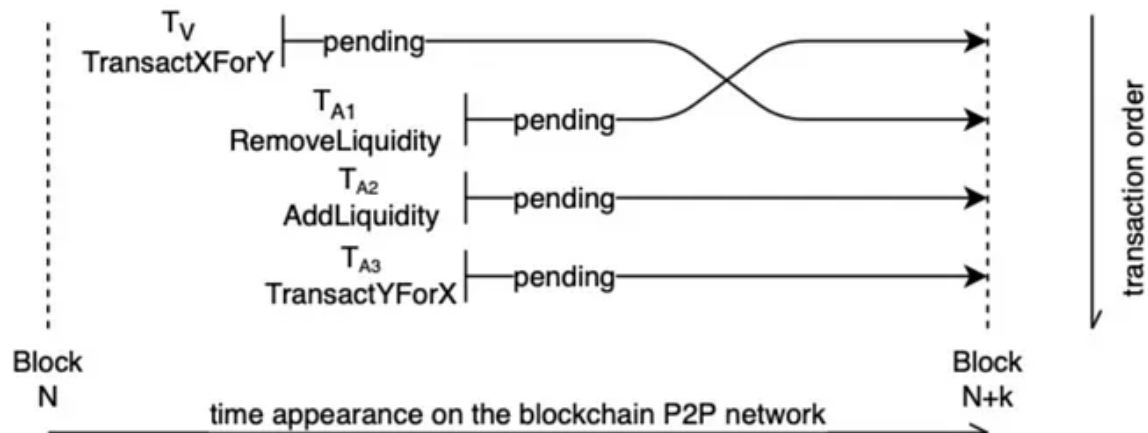 T_V
TransactXForY
pending
T_A1
RemoveLiquidity
pending
T_A2
AddLiquidity
pending
T_A3
TransactYForX
pending
transaction order
Block
N
Block
N+k
time appearance on the blockchain P2P network